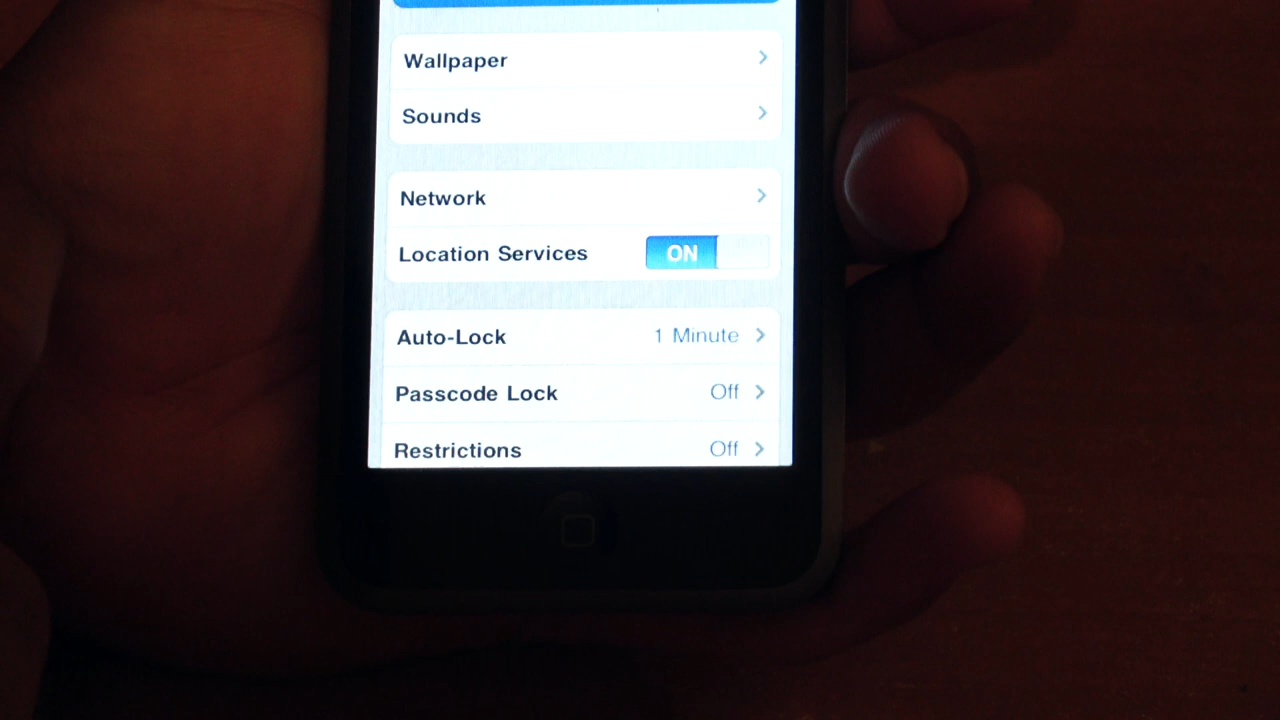 Wallpaper
Sounds
Network
Location Services ON
Auto-Lock 1 Minute
Passcode Lock Off
Restrictions Off